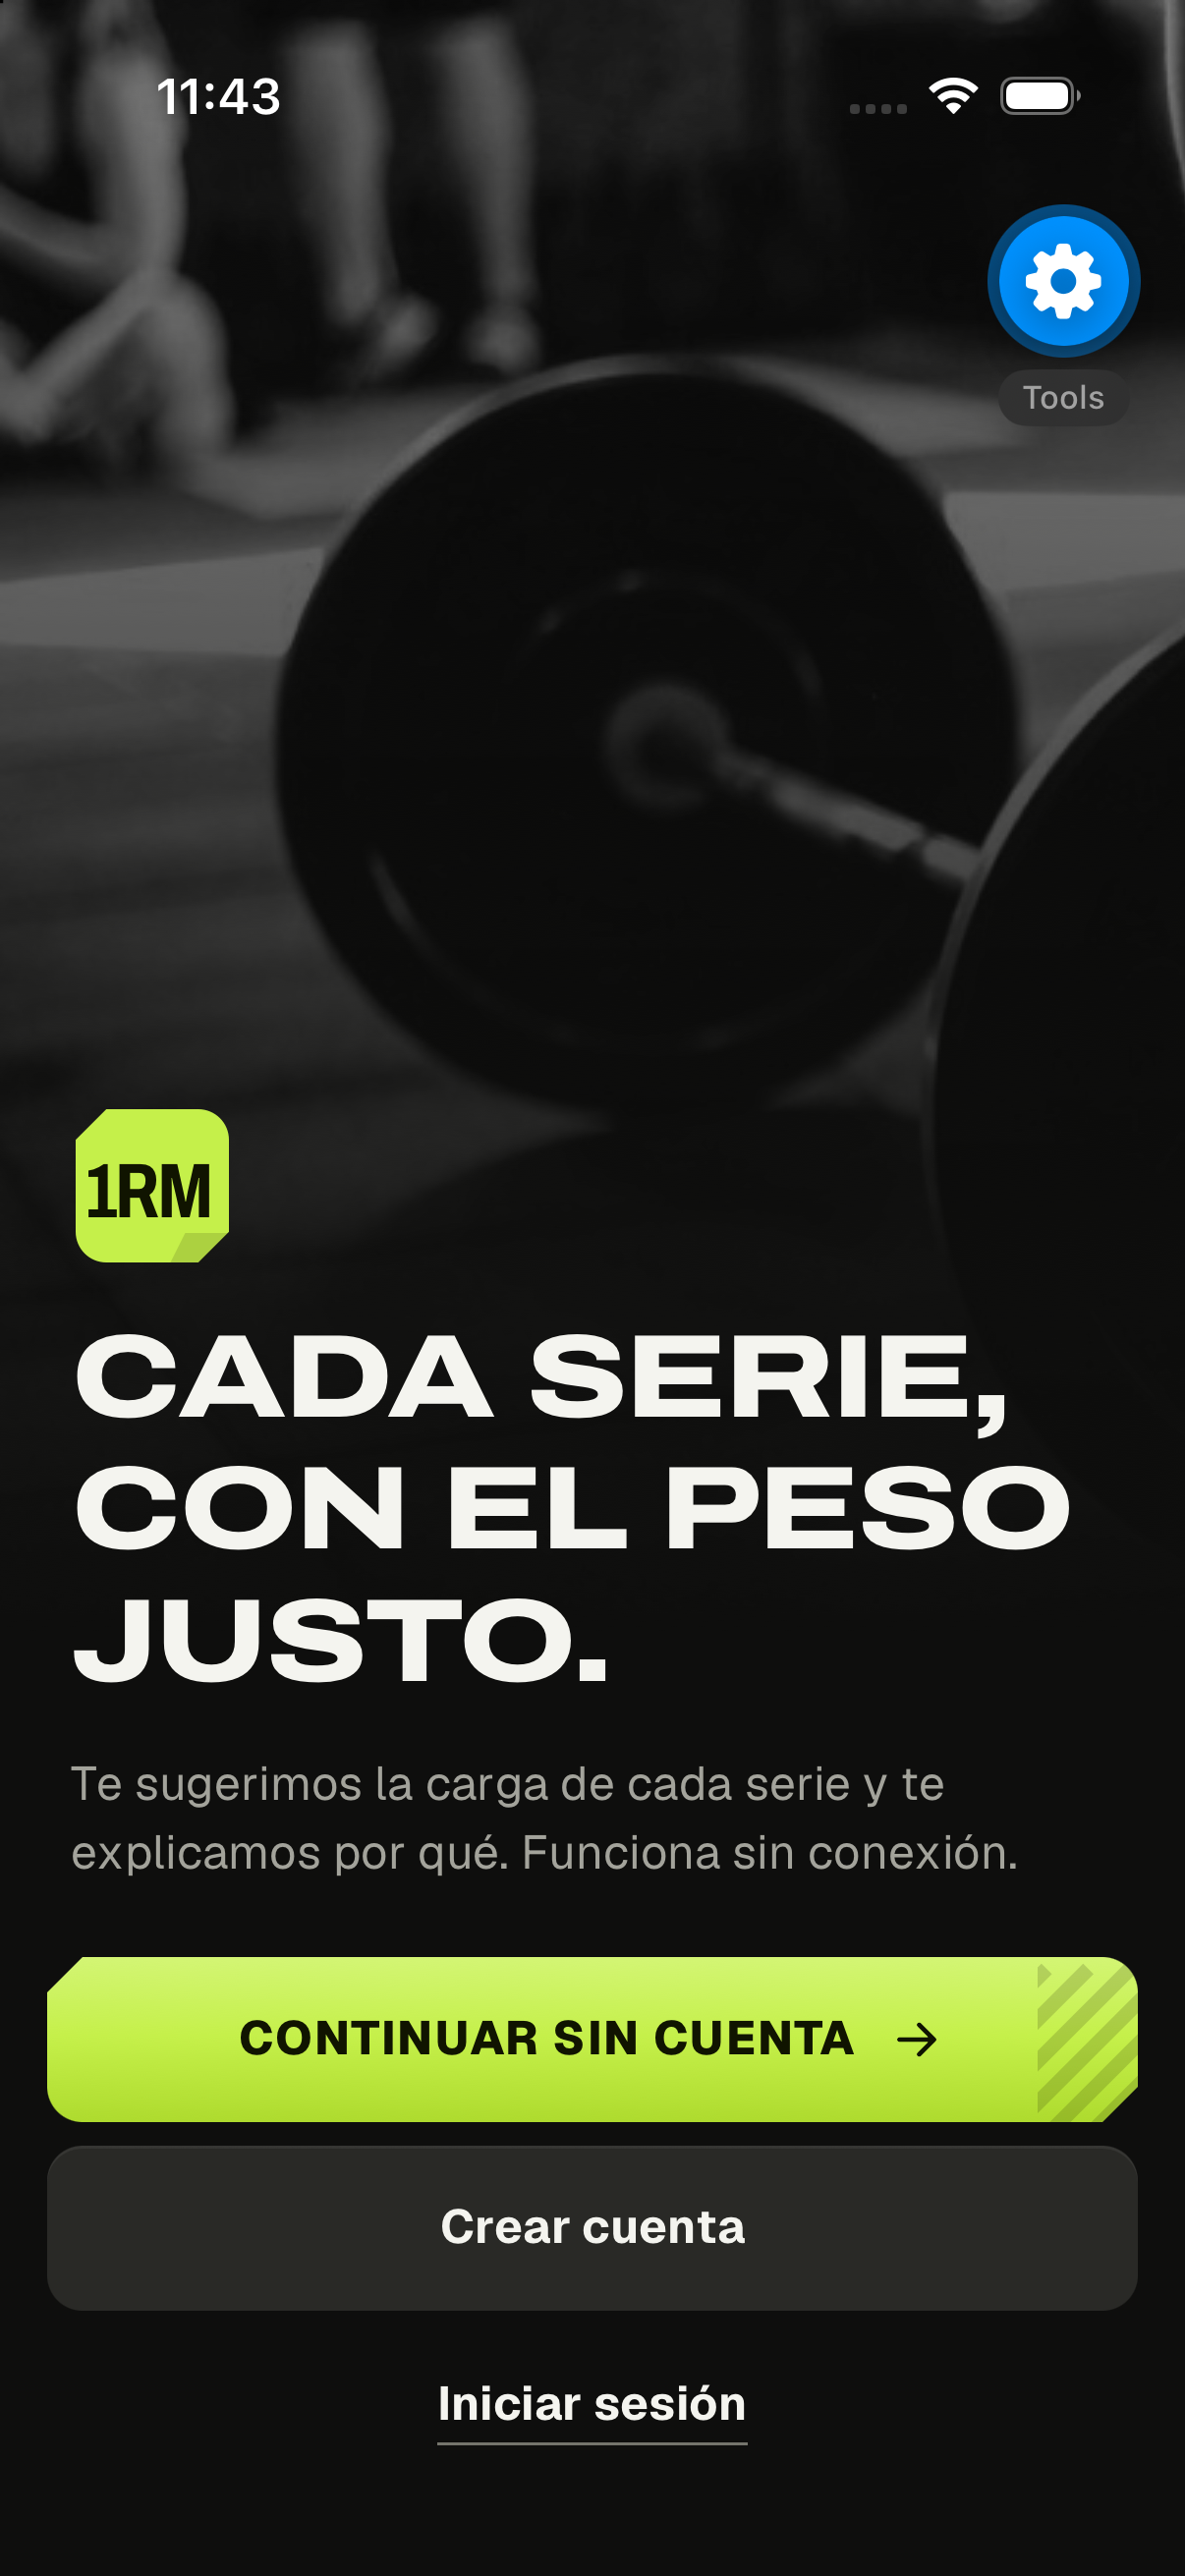 11:43
Tools
1RM
CADA SERIE,
CON EL PESO
JUSTO.
Te sugerimos la carga de cada serie y te
explicamos por qué. Funciona sin conexión.
CONTINUAR SIN CUENTA →
Crear cuenta
Iniciar sesión